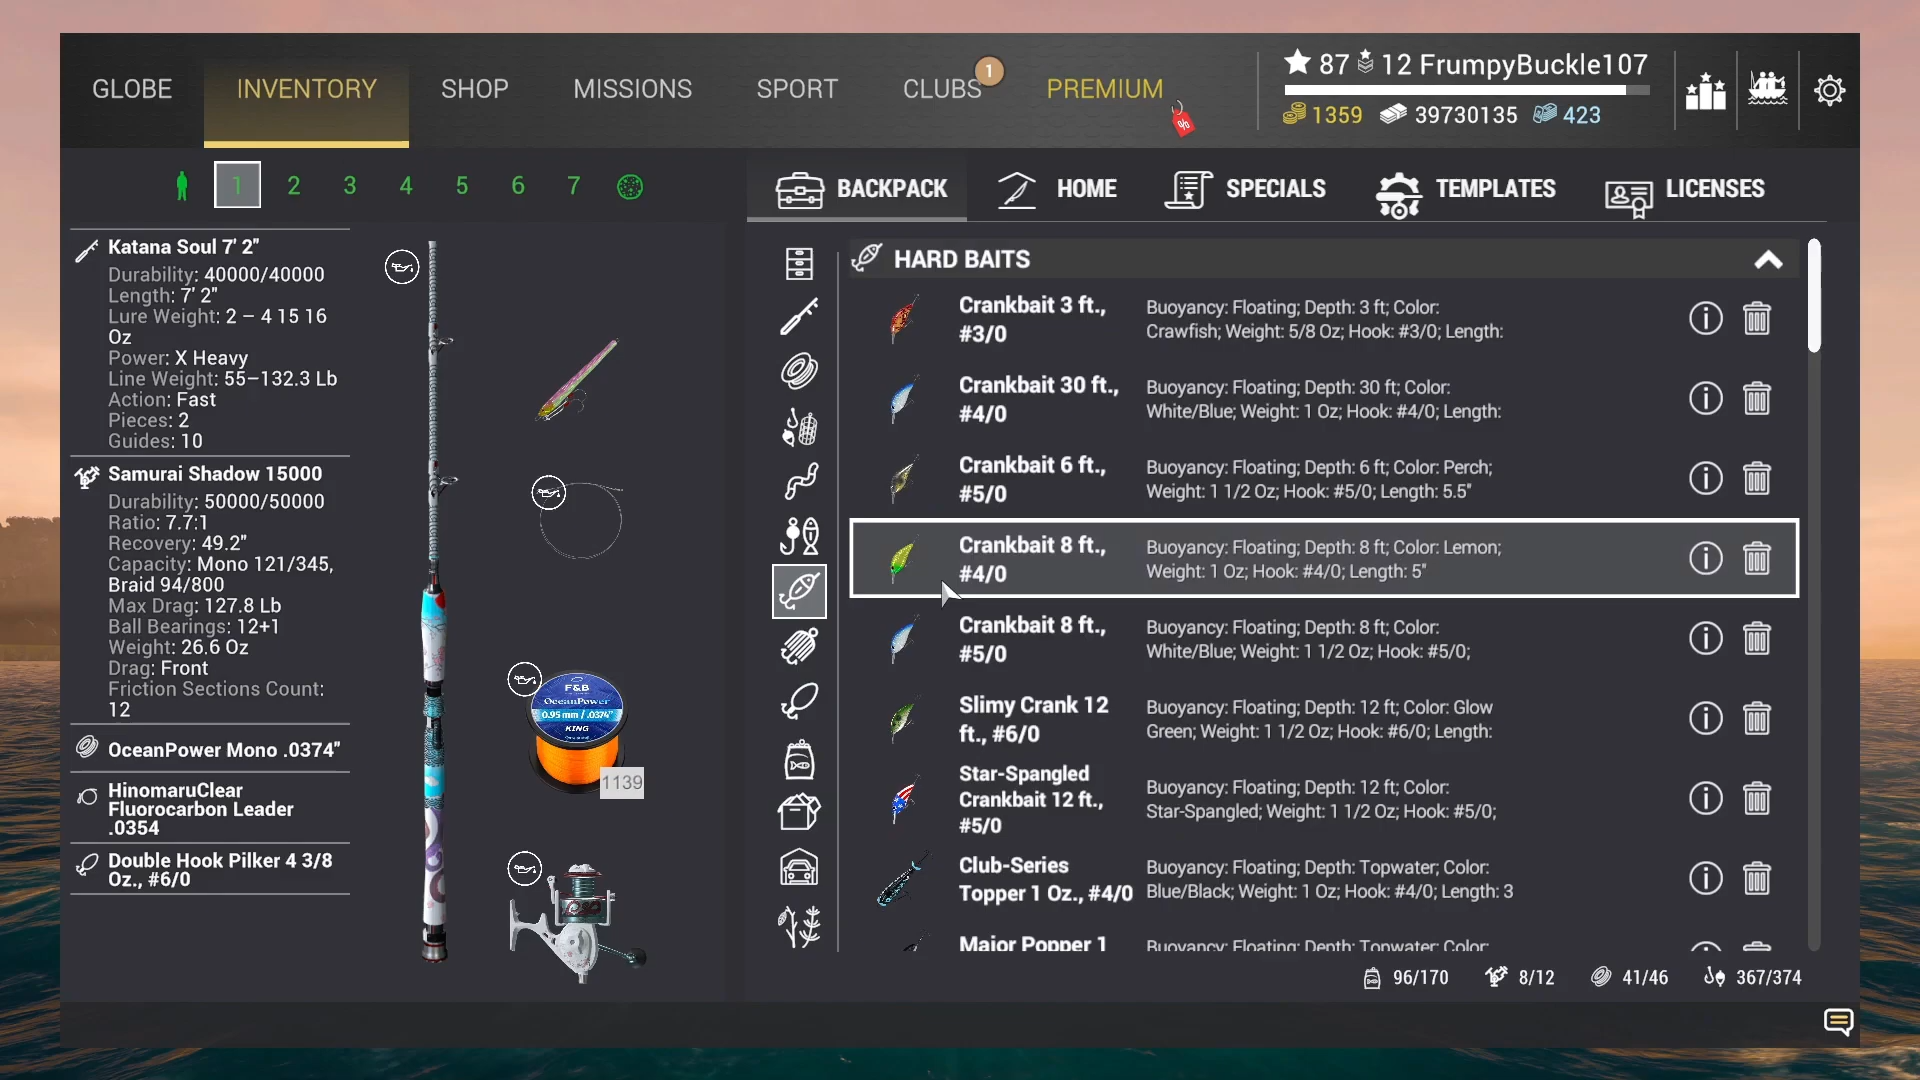 GLOBE
INVENTORY
SHOP
MISSIONS
SPORT
CLUBS
1
PREMIUM
%
87 12 FrumpyBuckle107
1359 39730135 423
1 2 3 4 5 6 7
BACKPACK
HOME
SPECIALS
TEMPLATES
LICENSES
Katana Soul 7' 2"
Durability: 40000/40000
Length: 7' 2"
Lure Weight: 2 – 4 15 16
Oz
Power: X Heavy
Line Weight: 55–132.3 Lb
Action: Fast
Pieces: 2
Guides: 10
Samurai Shadow 15000
Durability: 50000/50000
Ratio: 7.7:1
Recovery: 49.2"
Capacity: Mono 121/345,
Braid 94/800
Max Drag: 127.8 Lb
Ball Bearings: 12+1
Weight: 26.6 Oz
Drag: Front
Friction Sections Count:
12
OceanPower Mono .0374"
HinomaruClear
Fluorocarbon Leader
.0354
Double Hook Pilker 4 3/8
Oz., #6/0
F&B
OceanPower
0.95 mm / .0374"
KING
1139
HARD BAITS
Crankbait 3 ft.,
#3/0
Buoyancy: Floating; Depth: 3 ft; Color:
Crawfish; Weight: 5/8 Oz; Hook: #3/0; Length:
Crankbait 30 ft.,
#4/0
Buoyancy: Floating; Depth: 30 ft; Color:
White/Blue; Weight: 1 Oz; Hook: #4/0; Length:
Crankbait 6 ft.,
#5/0
Buoyancy: Floating; Depth: 6 ft; Color: Perch;
Weight: 1 1/2 Oz; Hook: #5/0; Length: 5.5"
Crankbait 8 ft.,
#4/0
Buoyancy: Floating; Depth: 8 ft; Color: Lemon;
Weight: 1 Oz; Hook: #4/0; Length: 5"
Crankbait 8 ft.,
#5/0
Buoyancy: Floating; Depth: 8 ft; Color:
White/Blue; Weight: 1 1/2 Oz; Hook: #5/0;
Slimy Crank 12
ft., #6/0
Buoyancy: Floating; Depth: 12 ft; Color: Glow
Green; Weight: 1 1/2 Oz; Hook: #6/0; Length:
Star-Spangled
Crankbait 12 ft.,
#5/0
Buoyancy: Floating; Depth: 12 ft; Color:
Star-Spangled; Weight: 1 1/2 Oz; Hook: #5/0;
Club-Series
Topper 1 Oz., #4/0
Buoyancy: Floating; Depth: Topwater; Color:
Blue/Black; Weight: 1 Oz; Hook: #4/0; Length: 3
Major Popper 1
Buoyancy: Floating; Depth: Topwater; Color:
96/170
8/12
41/46
367/374